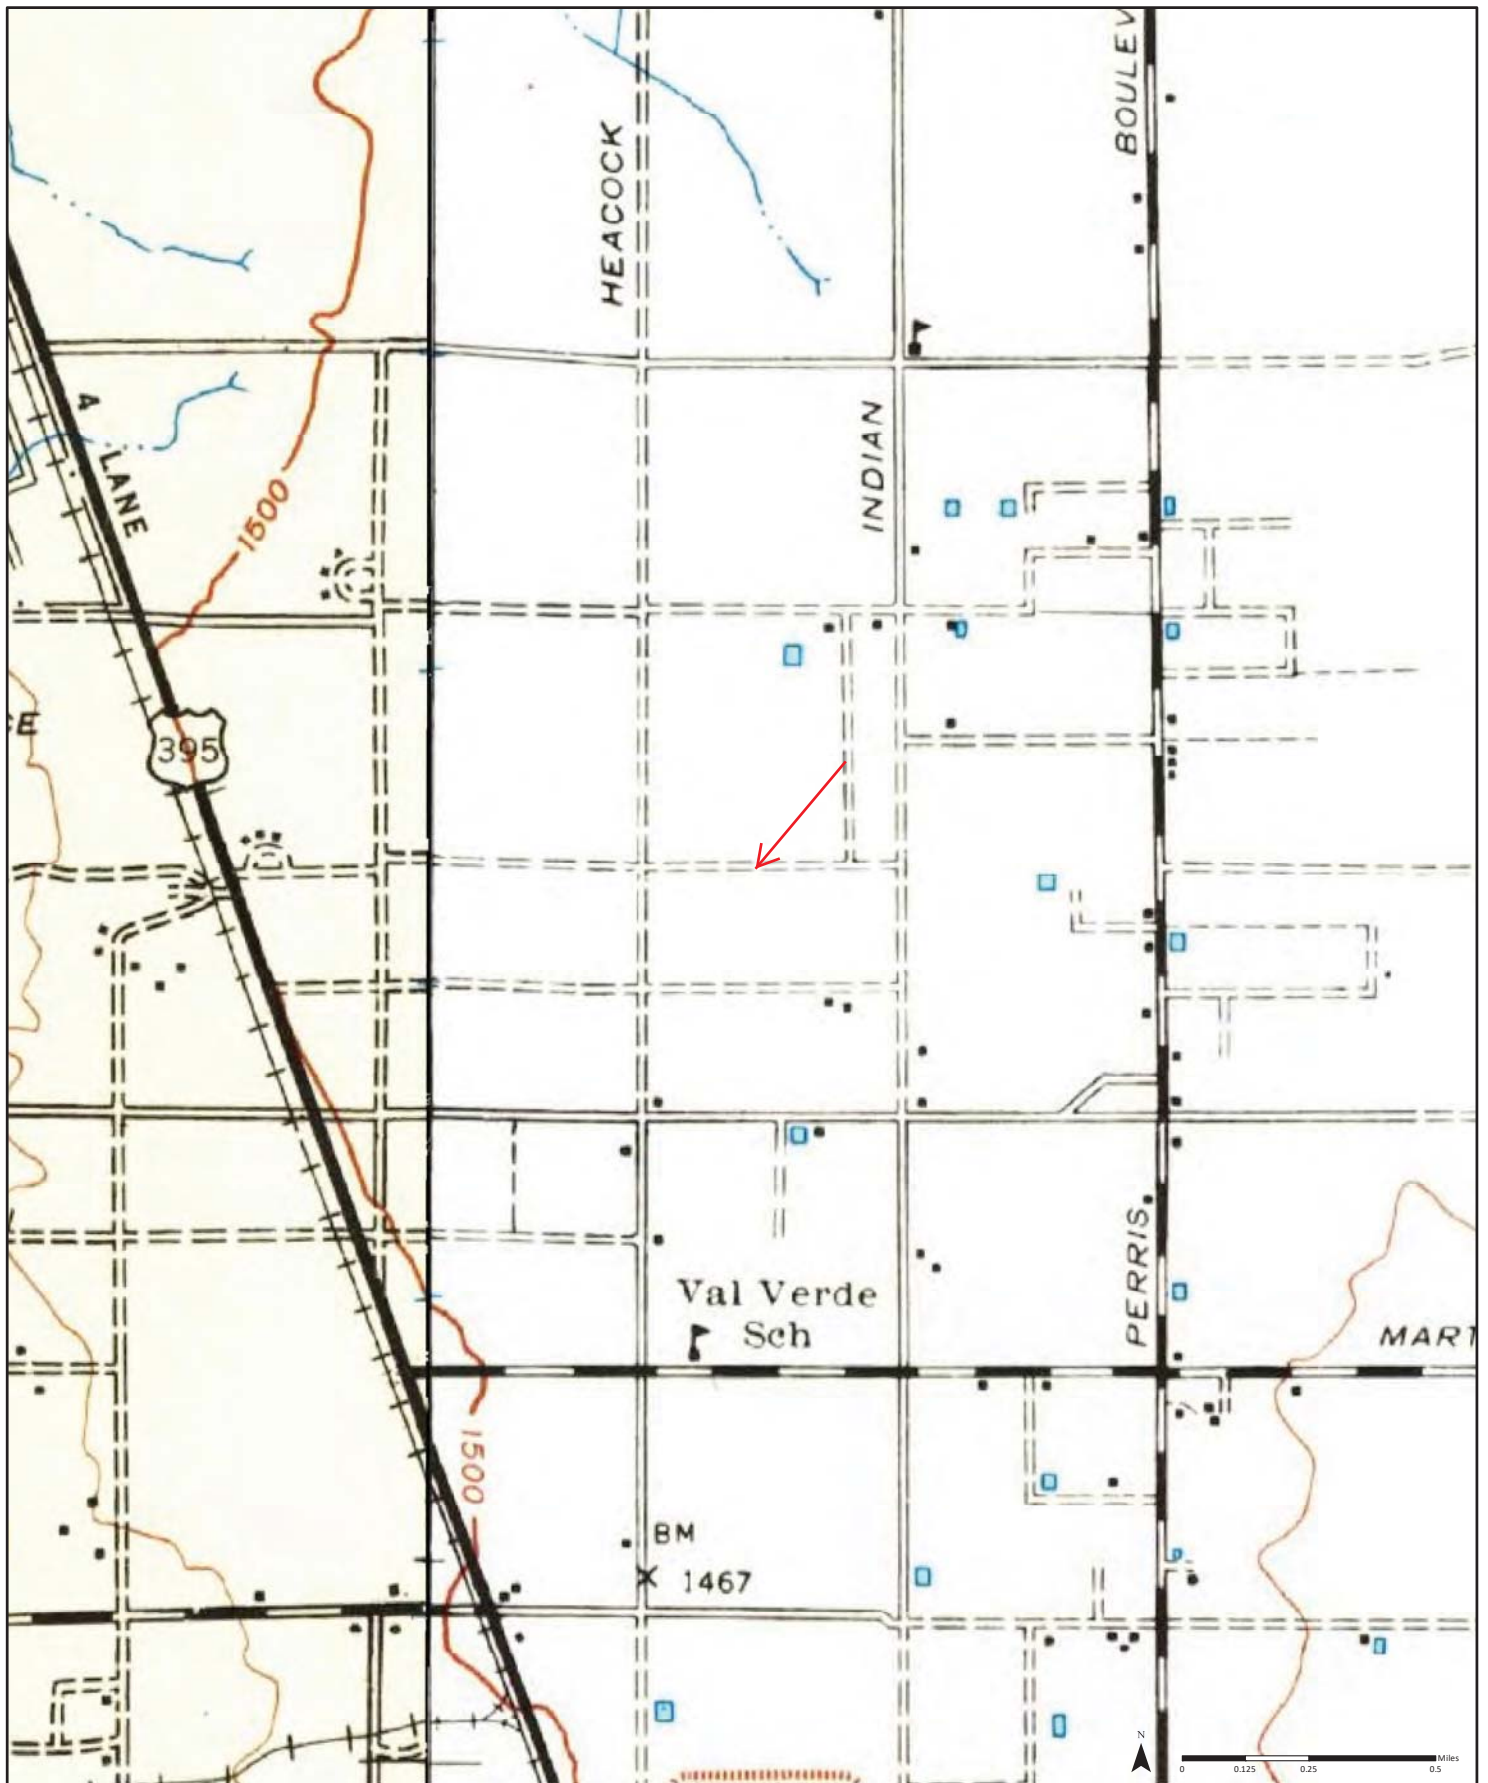 BOULEV
HEACOCK
4
LANE
INDIAN
1500
E
395
Val Verde
Sch
PERRIS
MART
1500
BM
1467
N
Miles
0
0.125
0.25
0.5